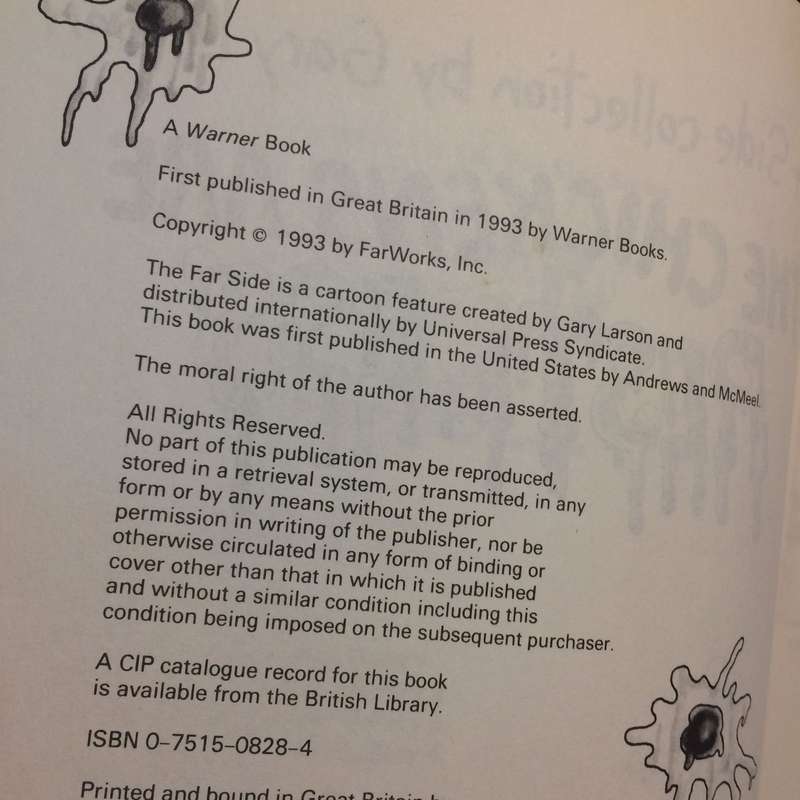 A Warner Book
First published in Great Britain in 1993 by Warner Books.
Copyright © 1993 by FarWorks, Inc.
The Far Side is a cartoon feature created by Gary Larson and
distributed internationally by Universal Press Syndicate.
This book was first published in the United States by Andrews and McMeel.
The moral right of the author has been asserted.
All Rights Reserved.
No part of this publication may be reproduced,
stored in a retrieval system, or transmitted, in any
form or by any means without the prior
permission in writing of the publisher, nor be
otherwise circulated in any form of binding or
cover other than that in which it is published
and without a similar condition including this
condition being imposed on the subsequent purchaser.
A CIP catalogue record for this book
is available from the British Library.
ISBN 0–7515–0828–4
Printed and bound in Great Britain